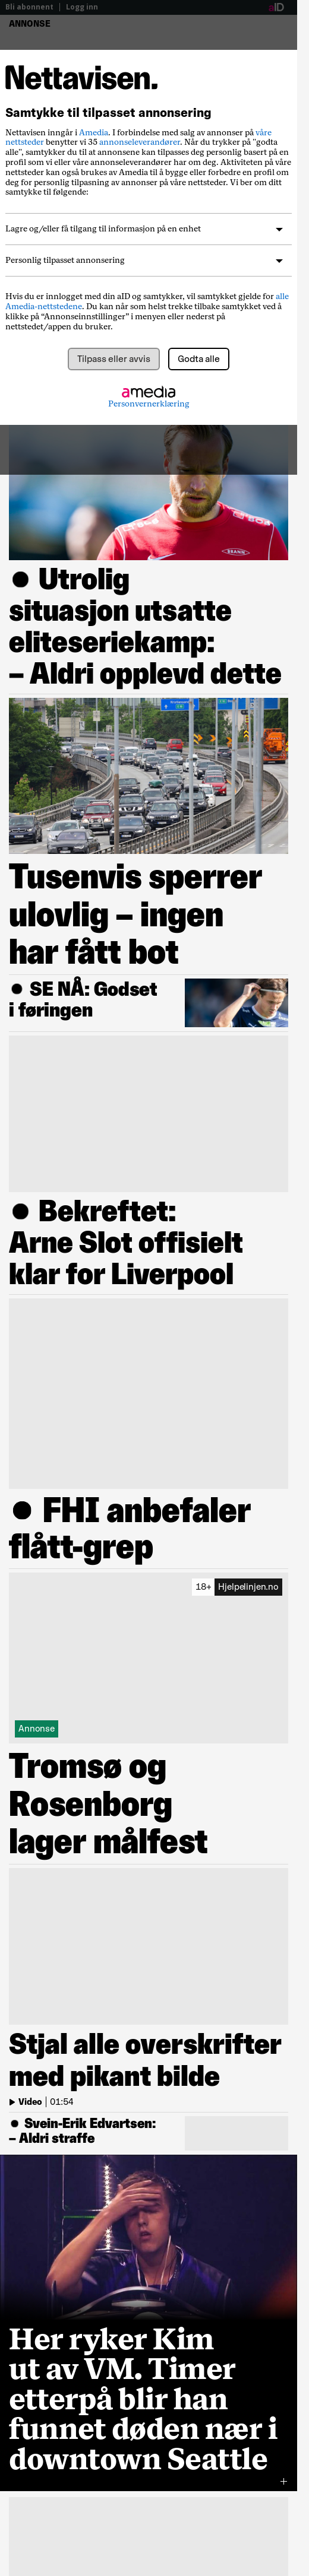 Bli abonnent | Logg inn
aID
ANNONSE
Nettavisen.
Samtykke til tilpasset annonsering
Nettavisen inngår i Amedia. I forbindelse med salg av annonser på våre
nettsteder benytter vi 35 annonseleverandører. Når du trykker på "godta
alle", samtykker du til at annonsene kan tilpasses deg personlig basert på en
profil som vi eller våre annonseleverandører har om deg. Aktiviteten på våre
nettsteder kan også brukes av Amedia til å bygge eller forbedre en profil om
deg for personlig tilpasning av annonser på våre nettsteder. Vi ber om ditt
samtykke til følgende:
Lagre og/eller få tilgang til informasjon på en enhet
Personlig tilpasset annonsering
Hvis du er innlogget med din aID og samtykker, vil samtykket gjelde for alle
Amedia-nettstedene. Du kan når som helst trekke tilbake samtykket ved å
klikke på “Annonseinnstillinger” i menyen eller nederst på
nettstedet/appen du bruker.
Tilpass eller avvis
Godta alle
amedia
Personvernerklæring
BRANN
● Utrolig
situasjon utsatte
eliteseriekamp:
– Aldri opplevd dette
Tusenvis sperrer
ulovlig – ingen
har fått bot
● SE NÅ: Godset
i føringen
● Bekreftet:
Arne Slot offisielt
klar for Liverpool
● FHI anbefaler
flått-grep
18+ Hjelpelinjen.no
Annonse
Tromsø og
Rosenborg
lager målfest
Stjal alle overskrifter
med pikant bilde
Video | 01:54
● Svein-Erik Edvartsen:
– Aldri straffe
Her ryker Kim
ut av VM. Timer
etterpå blir han
funnet døden nær i
downtown Seattle
+